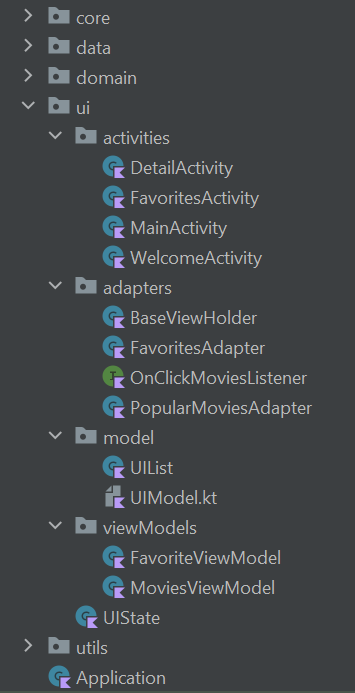 core
data
domain
ui
activities
DetailActivity
FavoritesActivity
MainActivity
WelcomeActivity
adapters
BaseViewHolder
FavoritesAdapter
OnClickMoviesListener
PopularMoviesAdapter
model
UIList
UIModel.kt
viewModels
FavoriteViewModel
MoviesViewModel
UIState
utils
Application